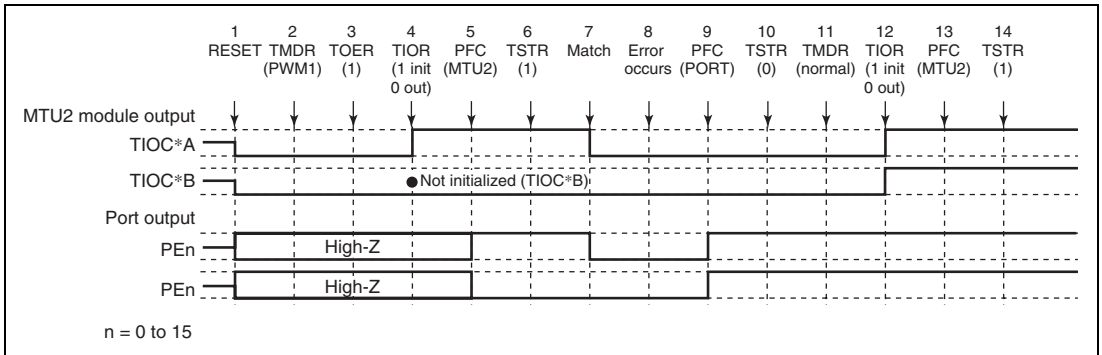 1 2 3 4 5 6 7 8 9 10 11 12 13 14
RESET TMDR TOER TIOR PFC TSTR Match Error PFC TSTR TMDR TIOR PFC TSTR
(PWM1) (1) (1 init (MTU2) (1) occurs (PORT) (0) (normal) (1 init (MTU2) (1)
0 out) 0 out)
MTU2 module output
TIOC*A
TIOC*B
Not initialized (TIOC*B)
Port output
PEn
High-Z
PEn
High-Z
n = 0 to 15